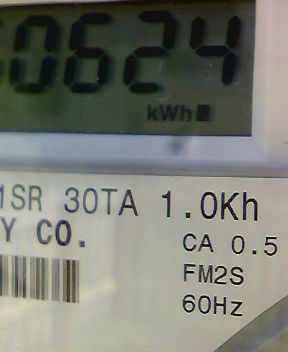 0624
kWh
1SR 30TA 1.0Kh
Y CO.
CA 0.5
FM2S
60Hz